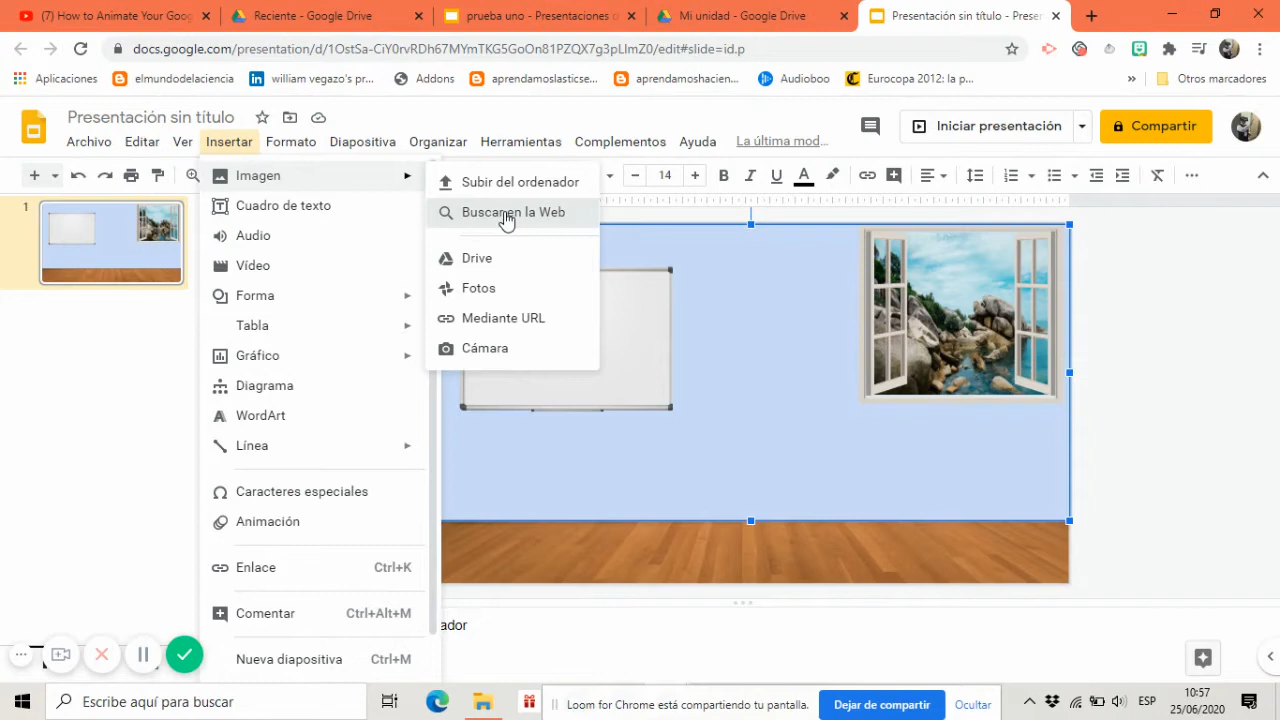 (7) How to Animate Your Goog
Reciente - Google Drive
prueba uno - Presentaciones o
Mi unidad - Google Drive
Presentación sin título - Prese
docs.google.com/presentation/d/1OstSa-CiY0rvRDh67MYmTKG5GoOn81PZQX7g3pLImZ0/edit#slide=id.p
Aplicaciones
elmundodelaciencia
william vegazo's pr...
Addons
aprendamoslasticse...
aprendamoshacien...
Audioboo
Eurocopa 2012: la p...
»
Otros marcadores
Presentación sin título
Archivo Editar Ver Insertar Formato Diapositiva Organizar Herramientas Complementos Ayuda La última mod...
Iniciar presentación
Compartir
14
B I U A
1
Imagen
Cuadro de texto
Audio
Vídeo
Forma
Tabla
Gráfico
Diagrama
WordArt
Línea
Caracteres especiales
Animación
Enlace Ctrl+K
Comentar Ctrl+Alt+M
Nueva diapositiva Ctrl+M
Subir del ordenador
Buscar en la Web
Drive
Fotos
Mediante URL
Cámara
ador
Escribe aquí para buscar
Loom for Chrome está compartiendo tu pantalla.
Dejar de compartir
Ocultar
ESP
10:57
25/06/2020